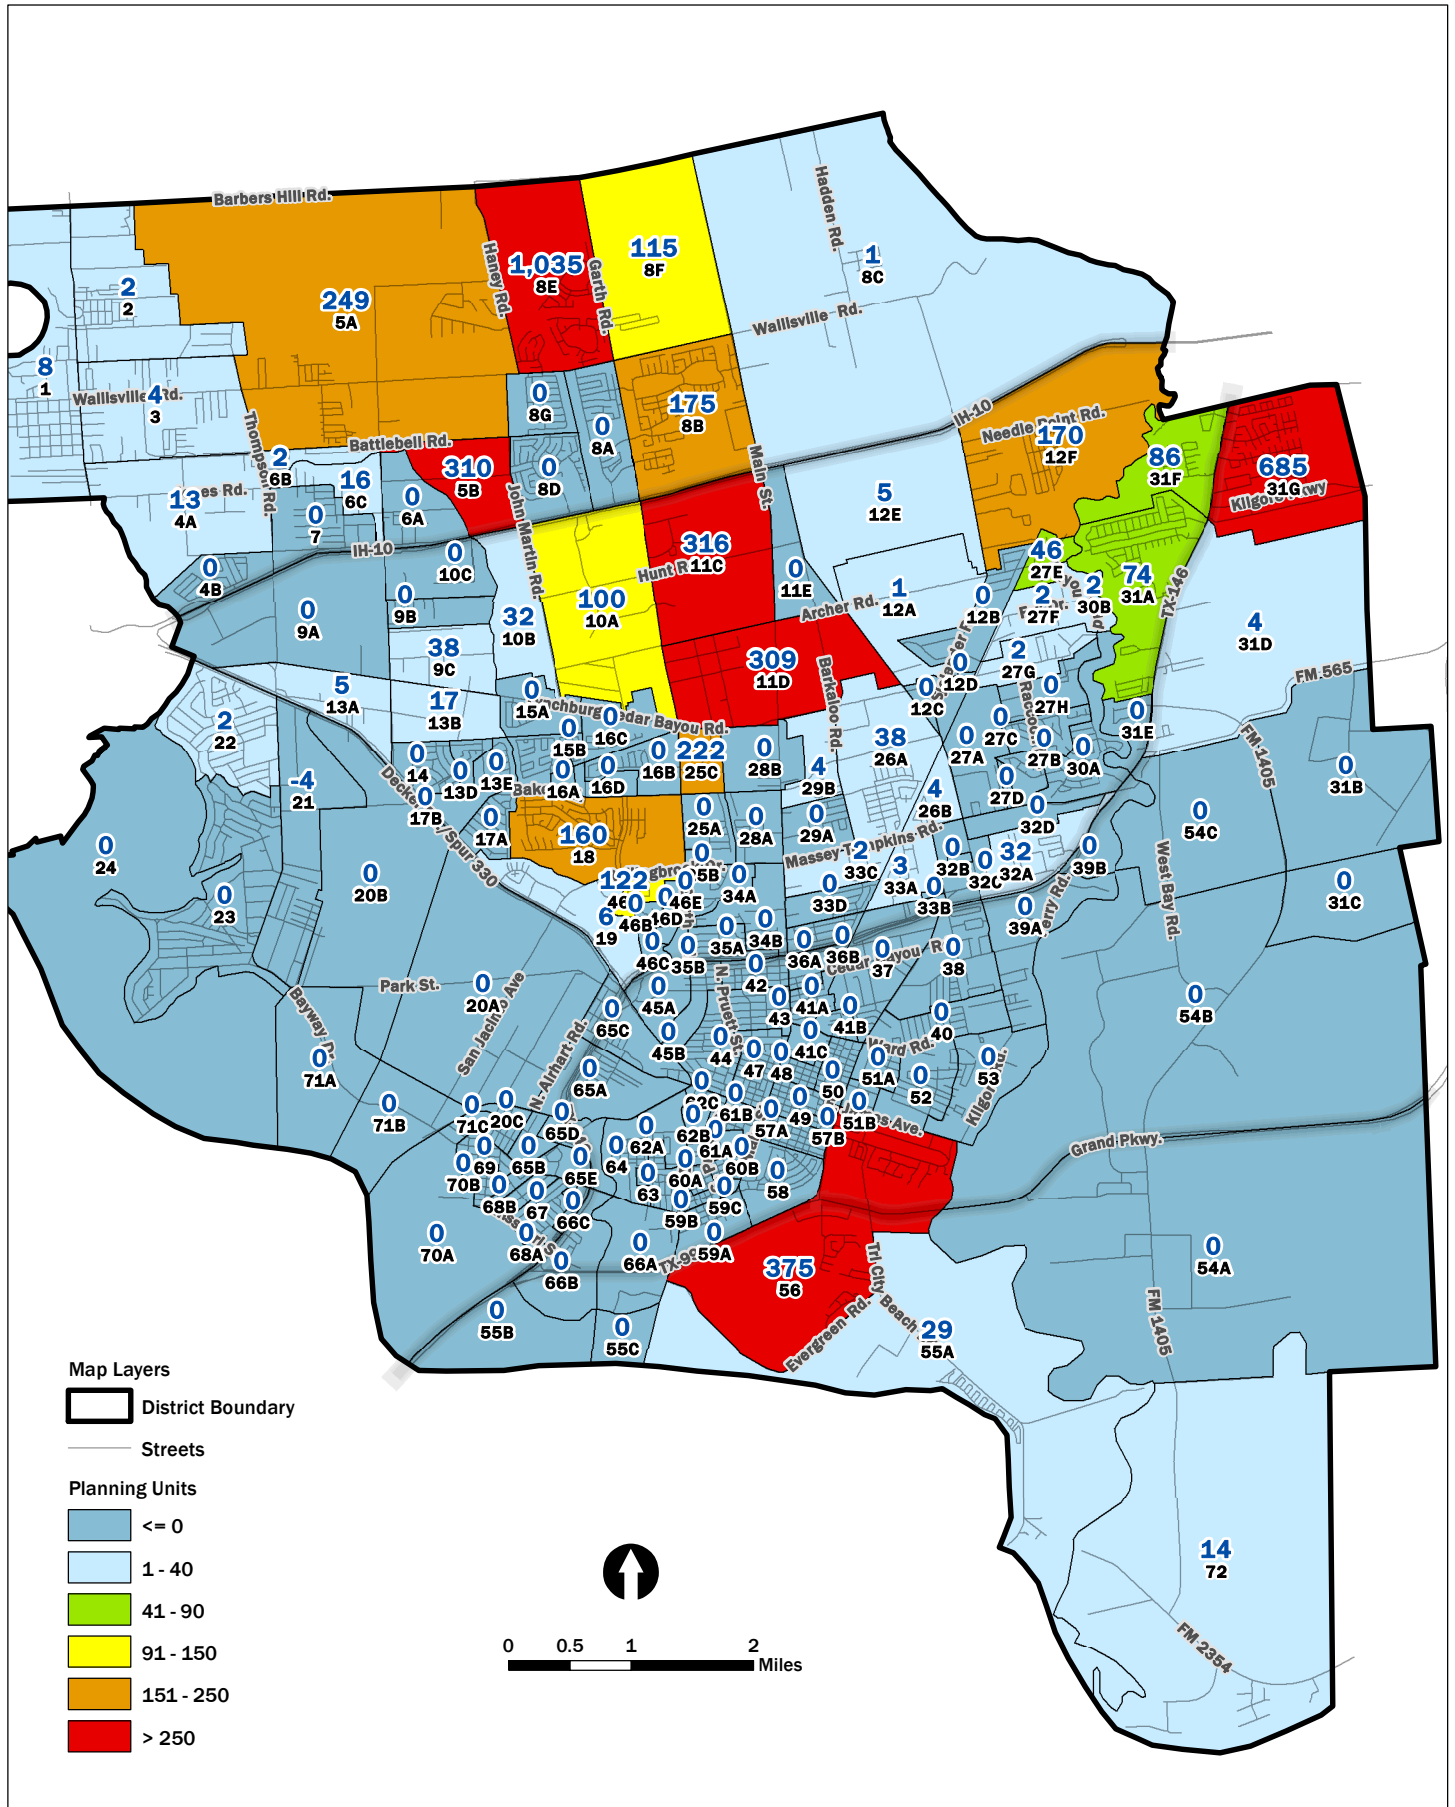 Barbers Hill Rd.
Hadden Rd.
Haney Rd.
Garth Rd.
1,035
8E
115
8F
1
8C
2
2
249
5A
Wallisville Rd.
8
1
4
3
0
8G
175
8B
0
8A
IH-10
Needle Point Rd.
170
12F
Thompson Rd.
Battlebell Rd.
2
6B
310
5B
0
8D
Main St.
86
31F
685
31G
16
6C
13
4A
0
6A
5
12E
0
7
John Martin Rd.
IH-10
0
10C
316
11C
0
11E
46
27E
74
31A
TX-146
0
4B
0
9A
0
9B
32
10B
100
10A
Archer Rd.
1
12A
0
12B
2
27F
2
30B
4
31D
38
9C
309
11D
Barkaloo Rd.
0
12D
2
27G
FM 565
5
13A
17
13B
0
15A
0
12C
0
27H
2
22
0
15B
0
16C
0
27C
0
31E
FM-1405
-4
21
0
14
0
13D
0
13E
0
16A
0
16D
0
16B
222
25C
0
28B
4
29B
38
26A
0
27A
0
27B
0
30A
0
31B
0
17B
0
17A
160
18
0
25A
0
28A
0
29A
4
26B
0
27D
0
32D
0
54C
Massey-Tompkins Rd.
0
24
0
23
0
20B
122
0
0
34A
2
33C
3
33A
0
32B
0
32
32A
0
39B
West Bay Rd.
0
31C
6
19
0
46B
0
46D
0
46E
0
33D
0
33B
0
39A
0
46C
0
35B
0
35A
0
34B
0
36A
0
36B
0
37
0
38
Park St.
0
20A
San Jacinto Ave
0
45A
0
42
0
43
0
41A
0
41B
0
40
0
54B
Bayway Dr.
0
65C
N. Airhart Rd.
0
45B
0
44
N. Pruett St.
0
47
0
48
0
41C
Ward Rd.
0
71A
0
65A
0
50
0
51A
0
52
0
53
0
71B
0
71C
0
20C
0
65D
0
62C
0
61B
0
57A
0
49
0
57B
0
51B
Grand Pkwy.
0
69
0
65B
0
64
0
62A
0
62B
0
61A
0
60B
0
70B
0
68B
0
67
0
65E
0
66C
0
63
0
60A
0
59B
0
59C
0
58
0
70A
0
68A
0
66B
0
66A
0
59A
375
56
Tri City Beach
0
54A
0
55B
0
55C
Evergreen Rd.
29
55A
FM 1405
14
72
FM 2354
Map Layers
District Boundary
Streets
Planning Units
<= 0
1 - 40
41 - 90
91 - 150
151 - 250
> 250
0 0.5 1 2
Miles